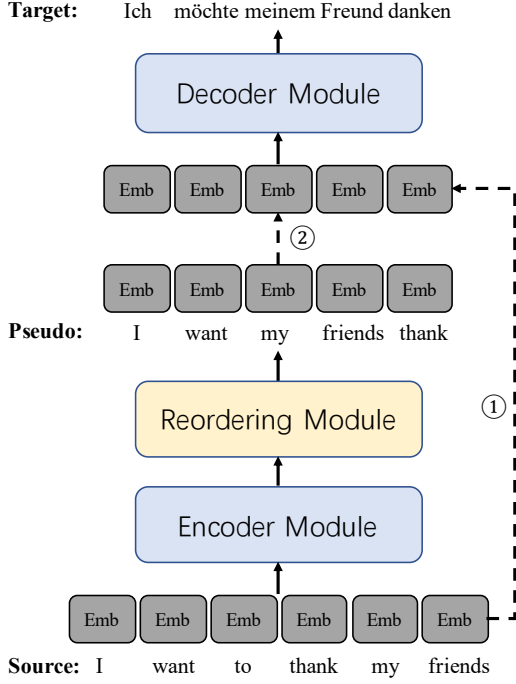 Target: Ich möchte meinem Freund danken
Decoder Module
Emb Emb Emb Emb Emb
②
Emb Emb Emb Emb Emb
Pseudo: I want my friends thank
①
Reordering Module
Encoder Module
Emb Emb Emb Emb Emb Emb
Source: I want to thank my friends